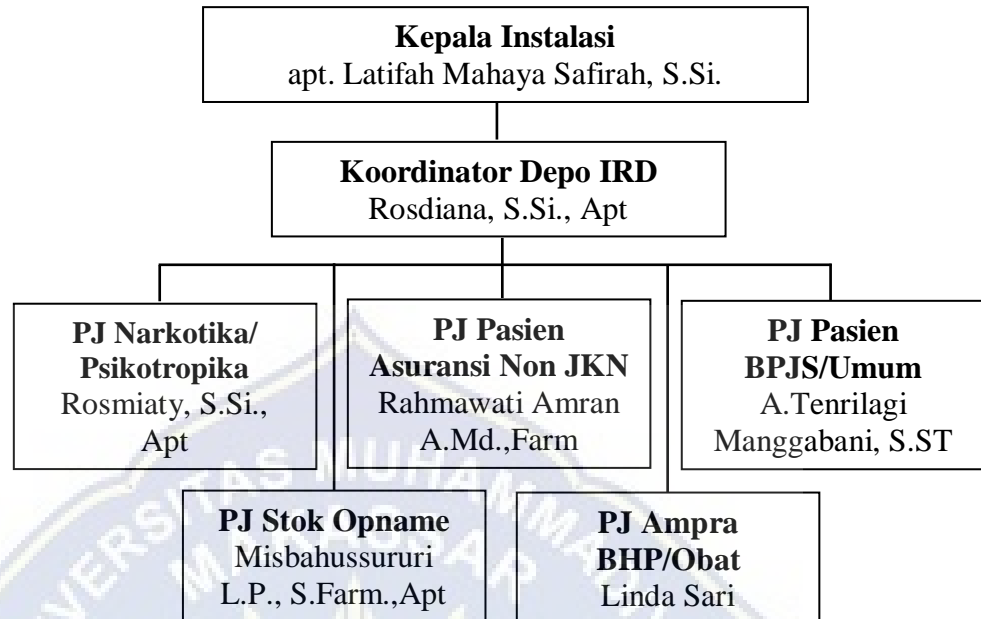 Kepala Instalasi
apt. Latifah Mahaya Safirah, S.Si.
Koordinator Depo IRD
Rosdiana, S.Si., Apt
PJ Narkotika/
Psikotropika
Rosmiaty, S.Si.,
Apt
PJ Pasien
Asuransi Non JKN
Rahmawati Amran
A.Md.,Farm
PJ Pasien
BPJS/Umum
A.Tenrilagi
Manggabani, S.ST
PJ Stok Opname
Misbahussururi
L.P., S.Farm.,Apt
PJ Ampra
BHP/Obat
Linda Sari